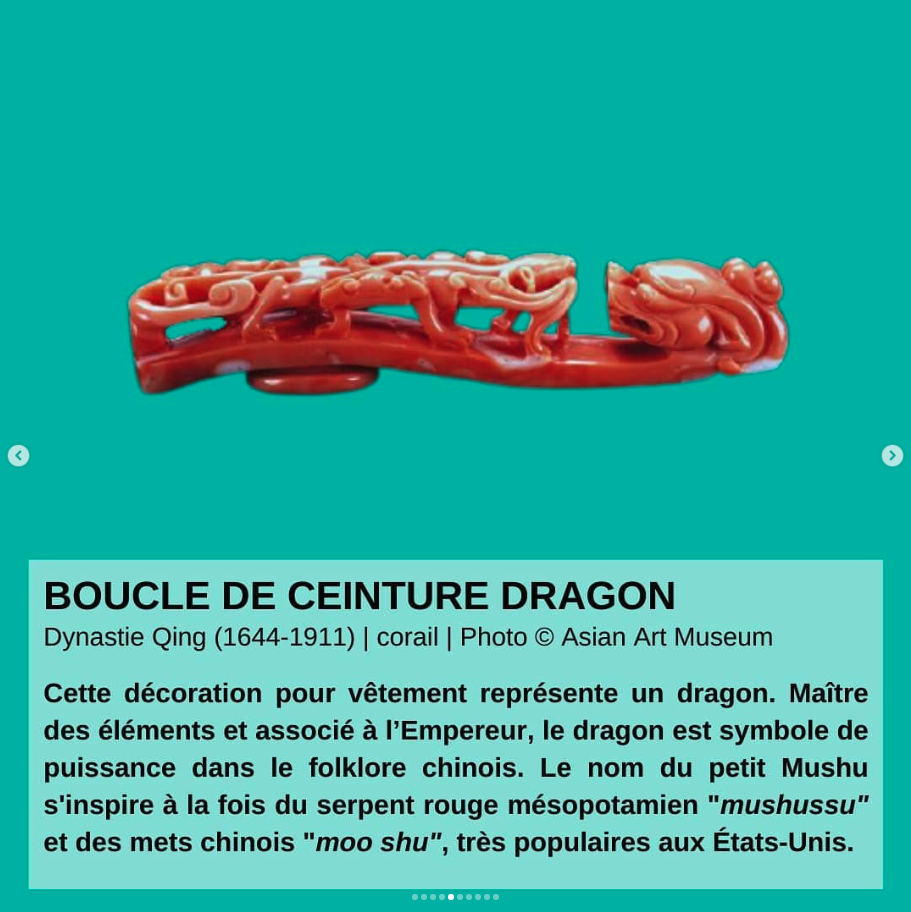 BOUCLE DE CEINTURE DRAGON
Dynastie Qing (1644-1911) | corail | Photo © Asian Art Museum
Cette décoration pour vêtement représente un dragon. Maître
des éléments et associé à l’Empereur, le dragon est symbole de
puissance dans le folklore chinois. Le nom du petit Mushu
s'inspire à la fois du serpent rouge mésopotamien "mushussu"
et des mets chinois "moo shu", très populaires aux États-Unis.